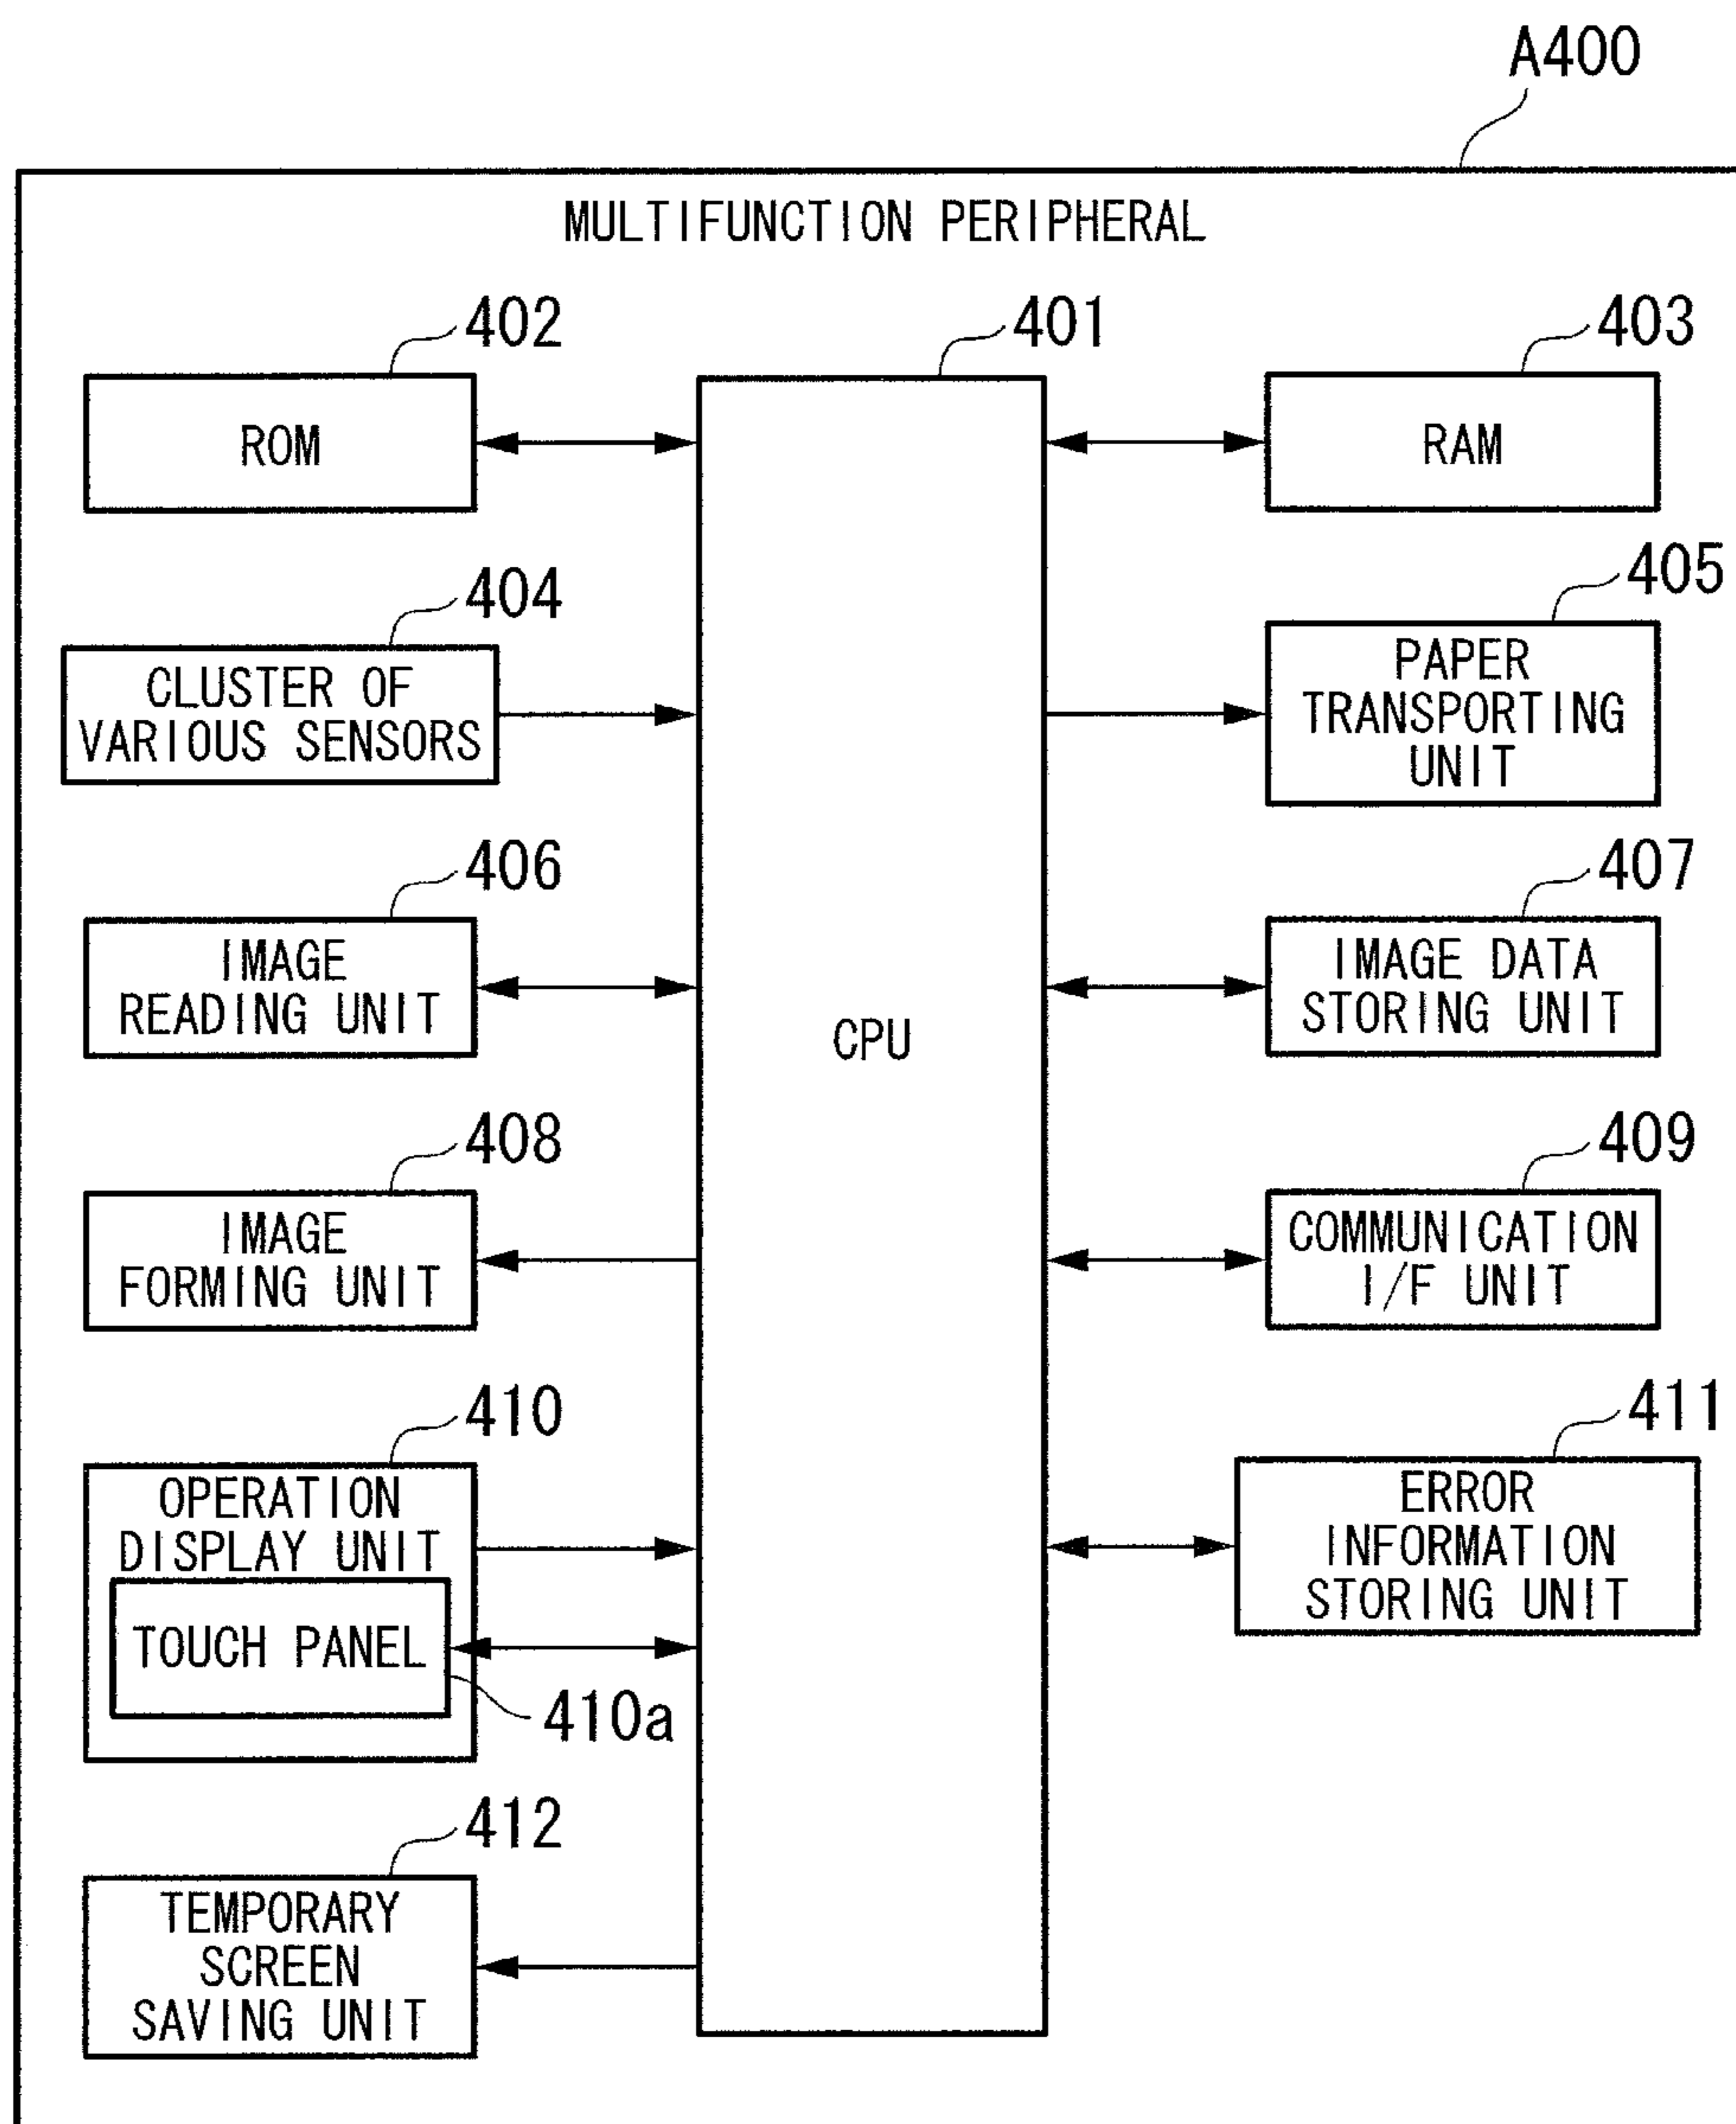 A400
MULTIFUNCTION PERIPHERAL
402
401
403
ROM
RAM
404
405
CLUSTER OF
VARIOUS SENSORS
PAPER
TRANSPORTING
UNIT
406
407
IMAGE
READING UNIT
IMAGE DATA
STORING UNIT
CPU
408
409
IMAGE
FORMING UNIT
COMMUNICATION
I/F UNIT
410
411
OPERATION
DISPLAY UNIT
ERROR
INFORMATION
STORING UNIT
TOUCH PANEL
410a
412
TEMPORARY
SCREEN
SAVING UNIT